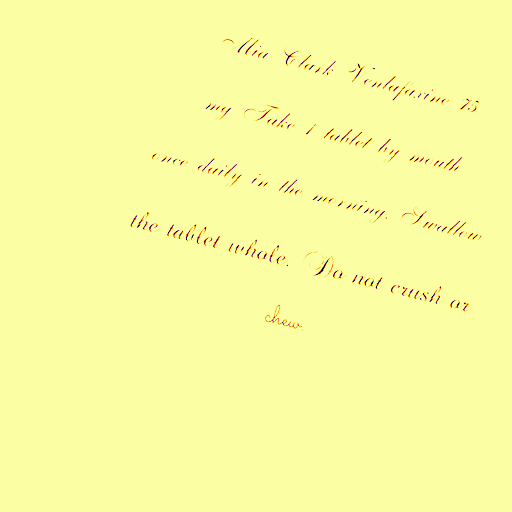 Mia Clark Venlafaxine 75
mg Take 1 tablet by mouth
once daily in the morning. Swallow
the tablet whole. Do not crush or
chew.